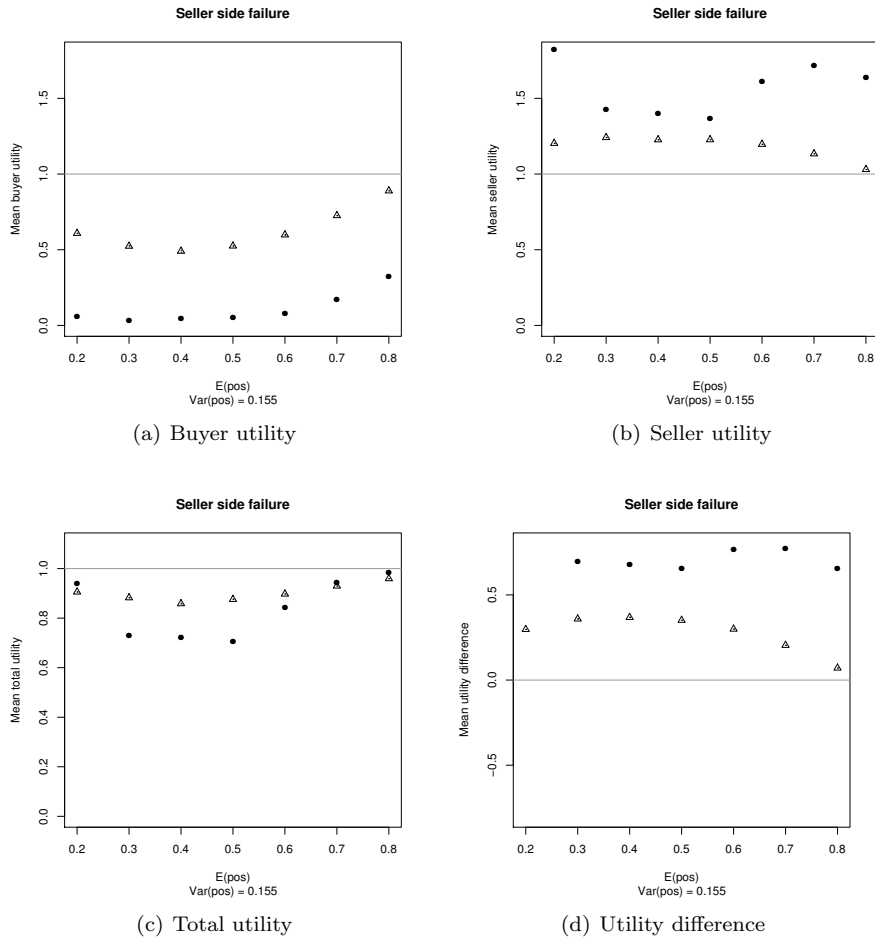 Seller side failure
Mean buyer utility
0.0 0.5 1.0 1.5
0.2 0.3 0.4 0.5 0.6 0.7 0.8
E(pos)
Var(pos) = 0.155
(a) Buyer utility
Seller side failure
Mean seller utility
0.0 0.5 1.0 1.5
0.2 0.3 0.4 0.5 0.6 0.7 0.8
E(pos)
Var(pos) = 0.155
(b) Seller utility
Seller side failure
Mean total utility
0.0 0.2 0.4 0.6 0.8 1.0
0.2 0.3 0.4 0.5 0.6 0.7 0.8
E(pos)
Var(pos) = 0.155
(c) Total utility
Seller side failure
Mean utility difference
−0.5 0.0 0.5
0.2 0.3 0.4 0.5 0.6 0.7 0.8
E(pos)
Var(pos) = 0.155
(d) Utility difference